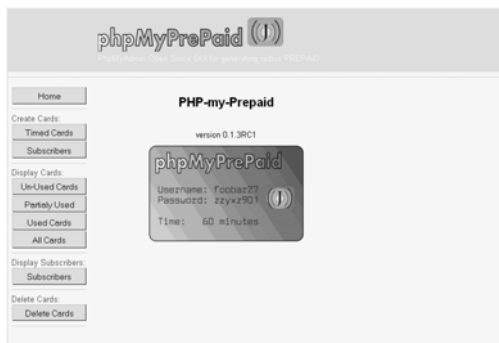 phpMyPrePaid
PhpMyAdmin Open Source GUI for generating radius PREPAID
Home
Create Cards:
Timed Cards
Subscribers
Display Cards:
Un-Used Cards
Partialy Used
Used Cards
All Cards
Display Subscribers:
Subscribers
Delete Cards:
Delete Cards
PHP-my-Prepaid
version 0.1.3RC1
phpMyPrePaid
Username: foobar27
Password: zzyxz901
Time: 60 minutes